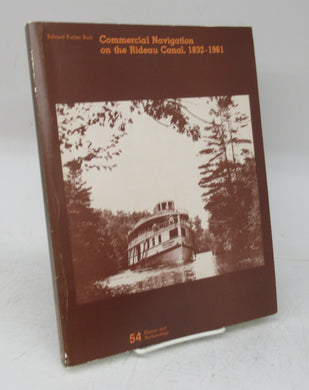 Edward Forbes Bush
Commercial Navigation
on the Rideau Canal, 1832-1961
54
History and
Archaeology